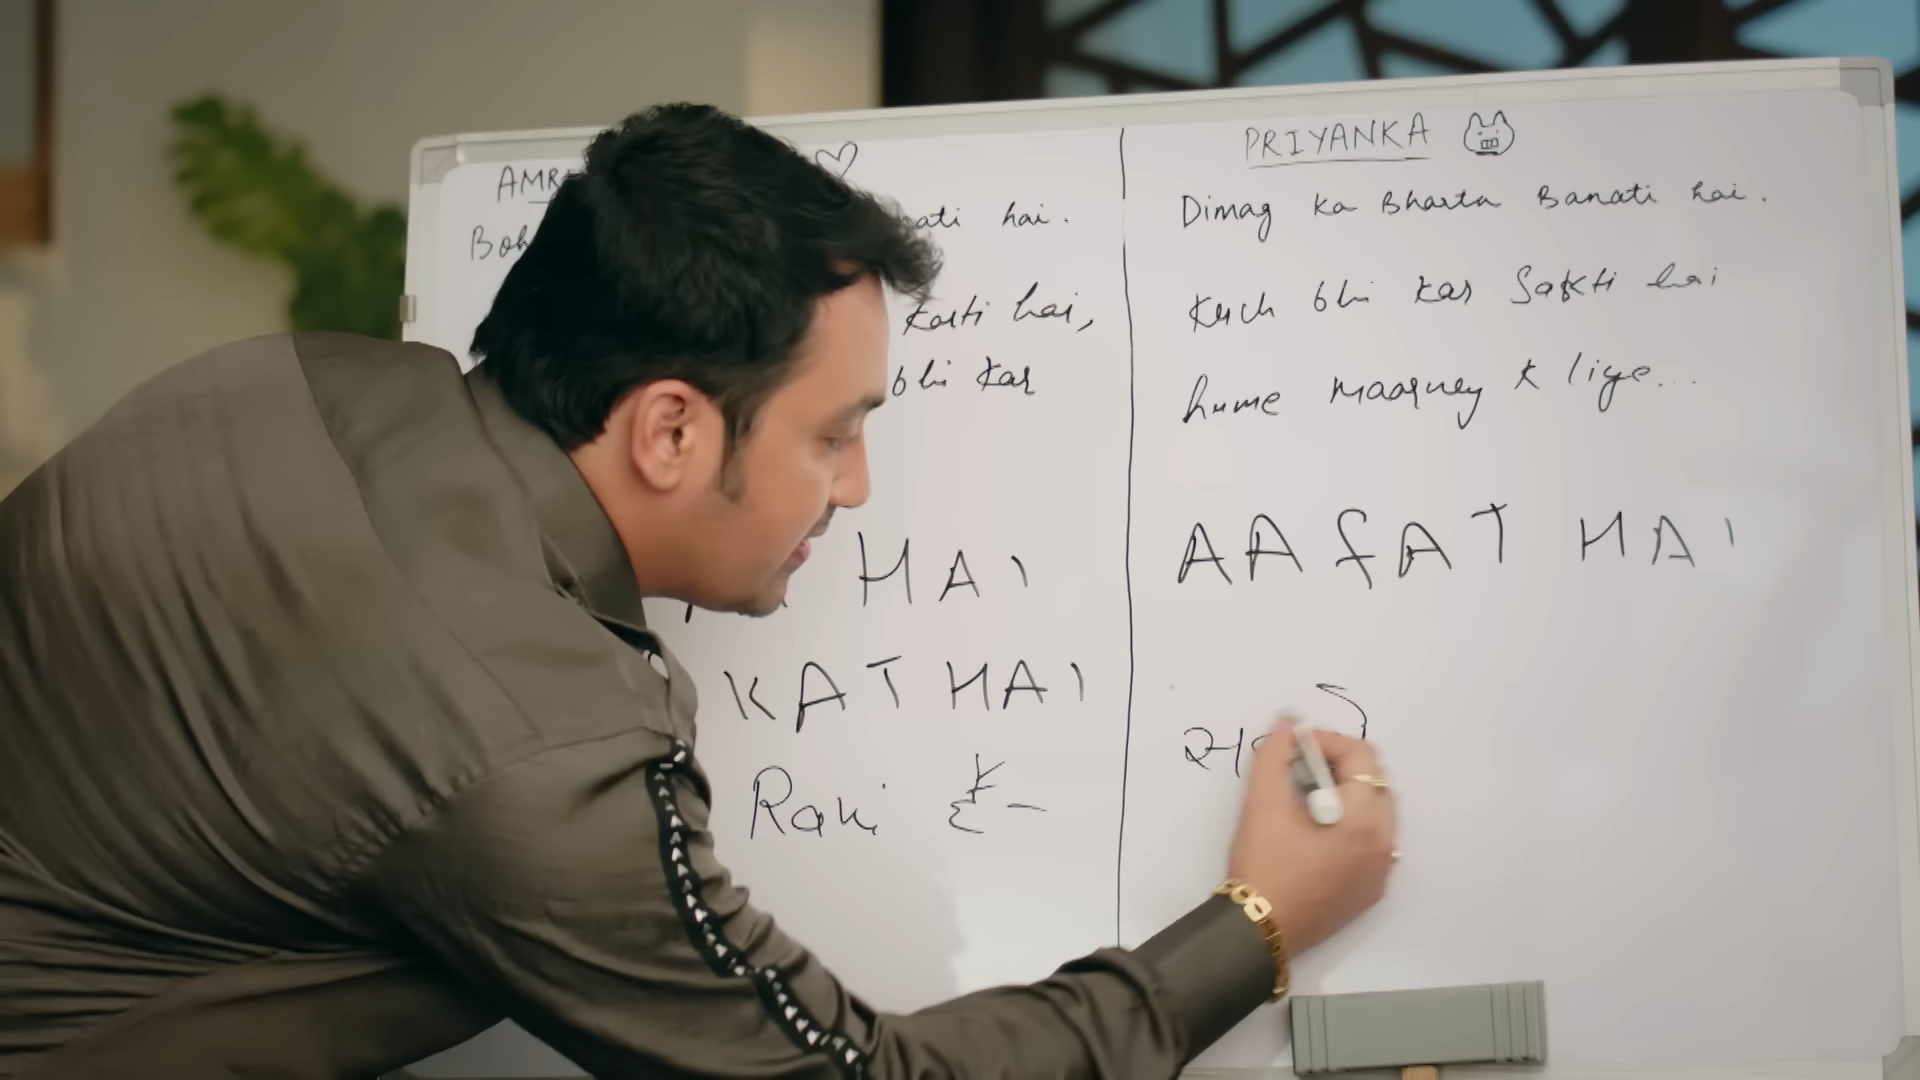 AMR
Boh ati hai.
karti hai,
bhi kar
HAI
KAT HAI
Rani
PRIYANKA
Dimag ka Bharta Banati hai.
Kuch bhi kar Sakti hai
hume Maarney k liye...
AAfAT HAI